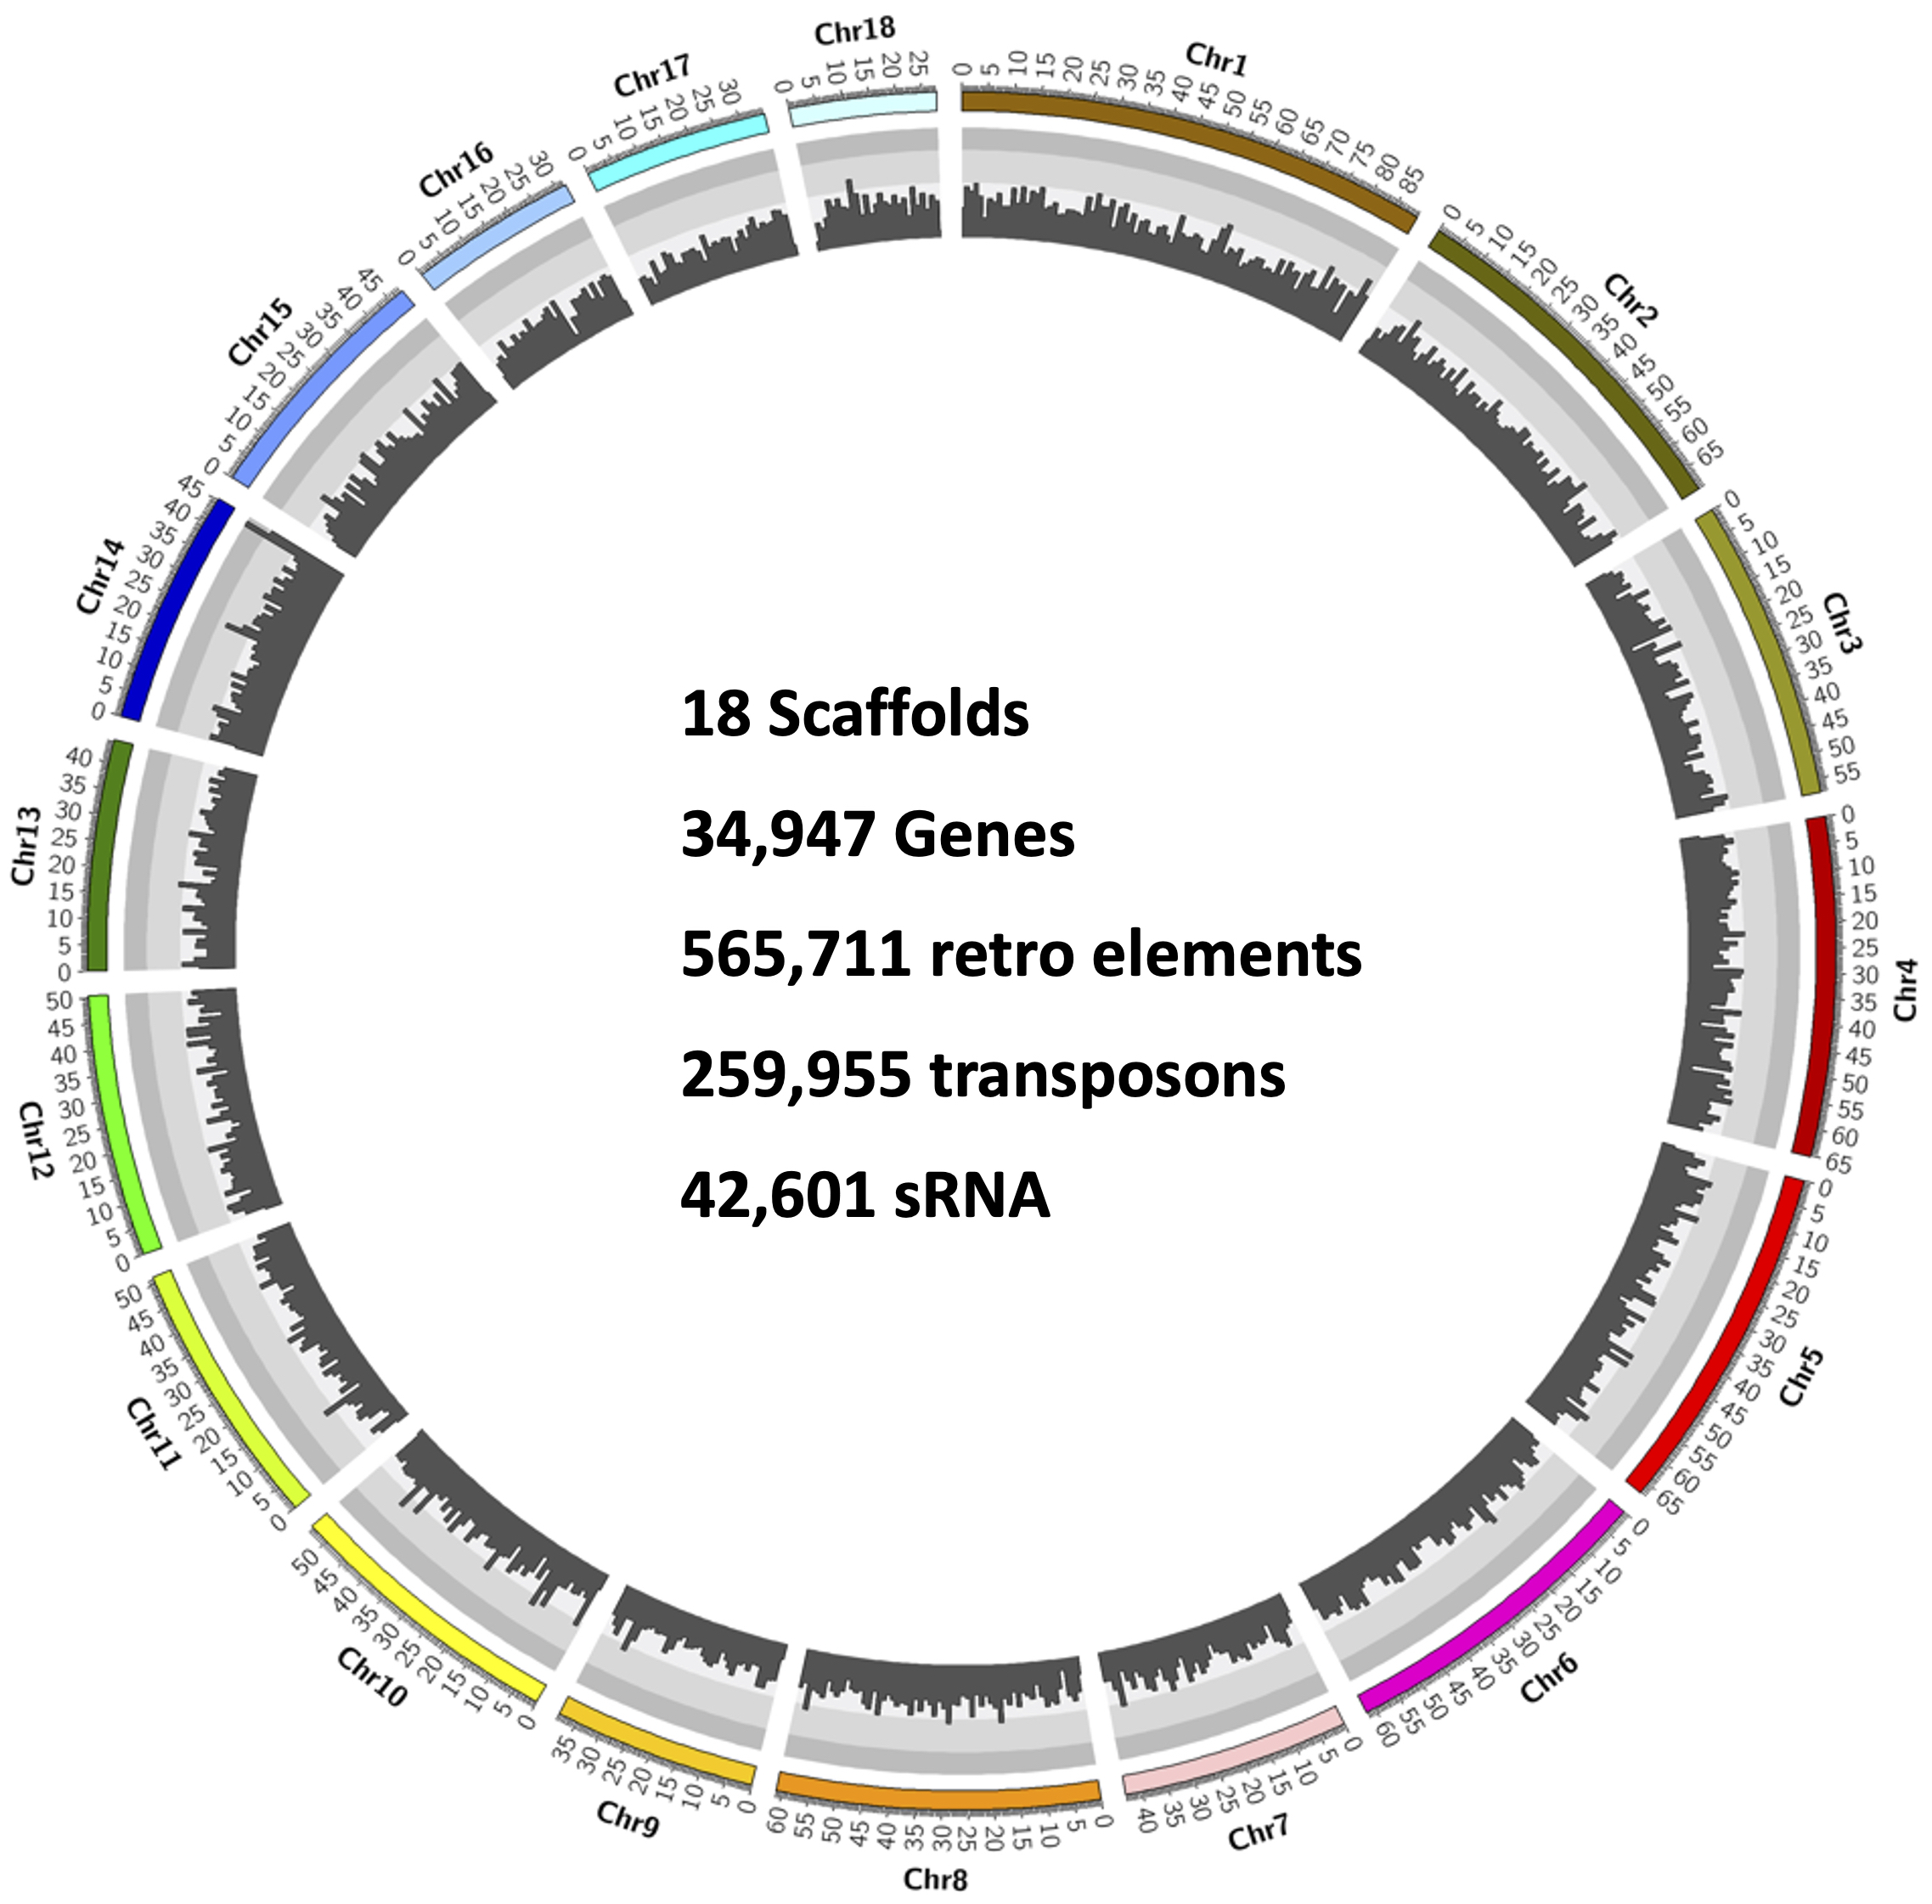 Chr1
0 5 10 15 20 25 30 35 40 45 50 55 60 65 70 75 80 85
Chr2
0 5 10 15 20 25 30 35 40 45 50 55 60 65
Chr3
0 5 10 15 20 25 30 35 40 45 50 55
Chr4
0 5 10 15 20 25 30 35 40 45 50 55 60 65
Chr5
0 5 10 15 20 25 30 35 40 45 50 55 60 65
Chr6
0 5 10 15 20 25 30 35 40 45 50 55 60
Chr7
0 5 10 15 20 25 30 35 40
Chr8
0 5 10 15 20 25 30 35 40 45 50 55 60
Chr9
0 5 10 15 20 25 30 35
Chr10
0 5 10 15 20 25 30 35 40 45 50
Chr11
0 5 10 15 20 25 30 35 40 45 50
Chr12
0 5 10 15 20 25 30 35 40 45 50
Chr13
0 5 10 15 20 25 30 35 40
Chr14
0 5 10 15 20 25 30 35 40 45
Chr15
0 5 10 15 20 25 30 35 40 45
Chr16
0 5 10 15 20 25 30
Chr17
0 5 10 15 20 25 30
Chr18
0 5 10 15 20 25
18 Scaffolds
34,947 Genes
565,711 retro elements
259,955 transposons
42,601 sRNA